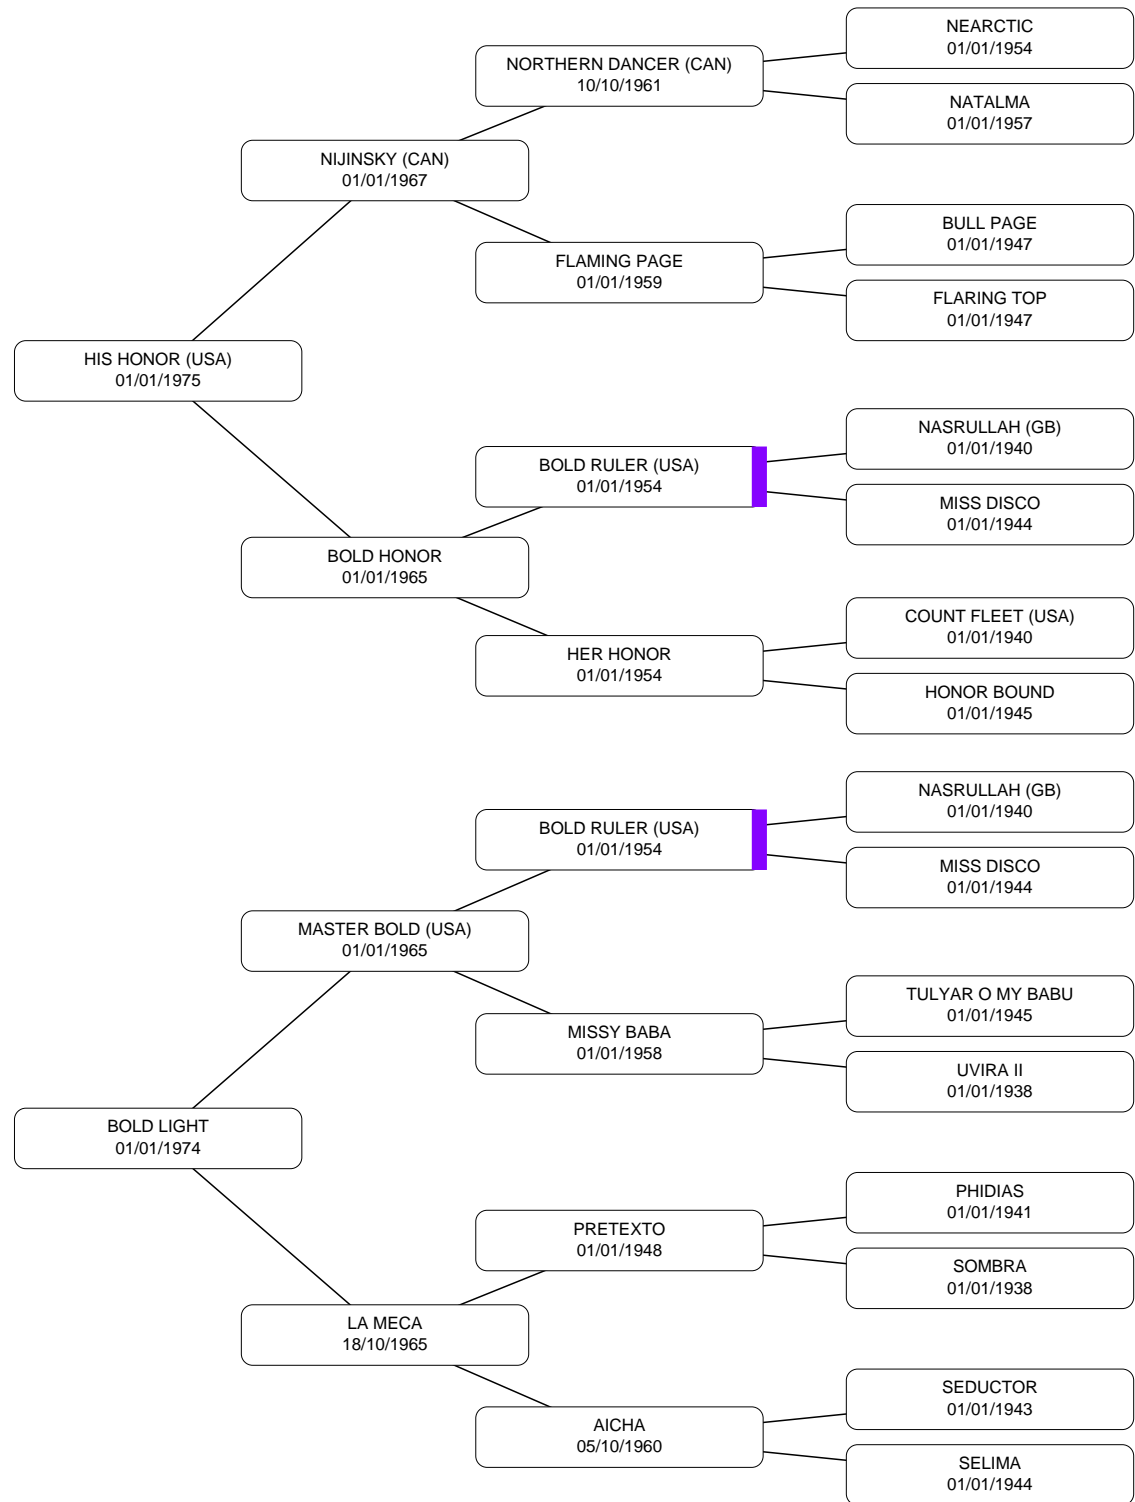 NEARCTIC
01/01/1954
NORTHERN DANCER (CAN)
10/10/1961
NATALMA
01/01/1957
NIJINSKY (CAN)
01/01/1967
BULL PAGE
01/01/1947
FLAMING PAGE
01/01/1959
FLARING TOP
01/01/1947
HIS HONOR (USA)
01/01/1975
NASRULLAH (GB)
01/01/1940
BOLD RULER (USA)
01/01/1954
MISS DISCO
01/01/1944
BOLD HONOR
01/01/1965
COUNT FLEET (USA)
01/01/1940
HER HONOR
01/01/1954
HONOR BOUND
01/01/1945
NASRULLAH (GB)
01/01/1940
BOLD RULER (USA)
01/01/1954
MISS DISCO
01/01/1944
MASTER BOLD (USA)
01/01/1965
TULYAR O MY BABU
01/01/1945
MISSY BABA
01/01/1958
UVIRA II
01/01/1938
BOLD LIGHT
01/01/1974
PHIDIAS
01/01/1941
PRETEXTO
01/01/1948
SOMBRA
01/01/1938
LA MECA
18/10/1965
SEDUCTOR
01/01/1943
AICHA
05/10/1960
SELIMA
01/01/1944